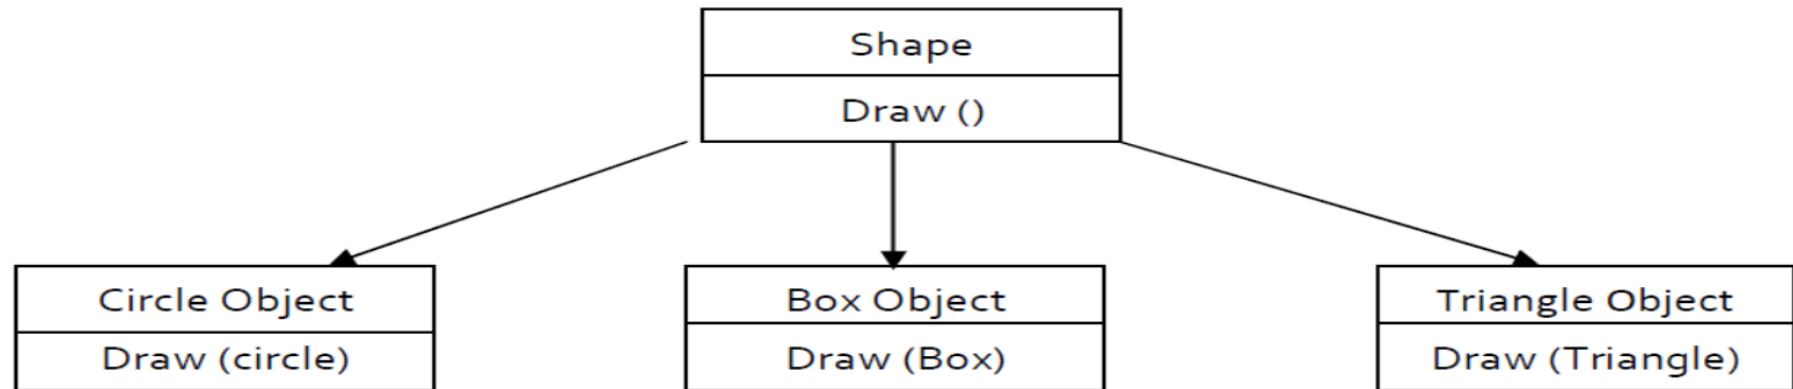 Shape
Draw ()
Circle Object
Draw (circle)
Box Object
Draw (Box)
Triangle Object
Draw (Triangle)